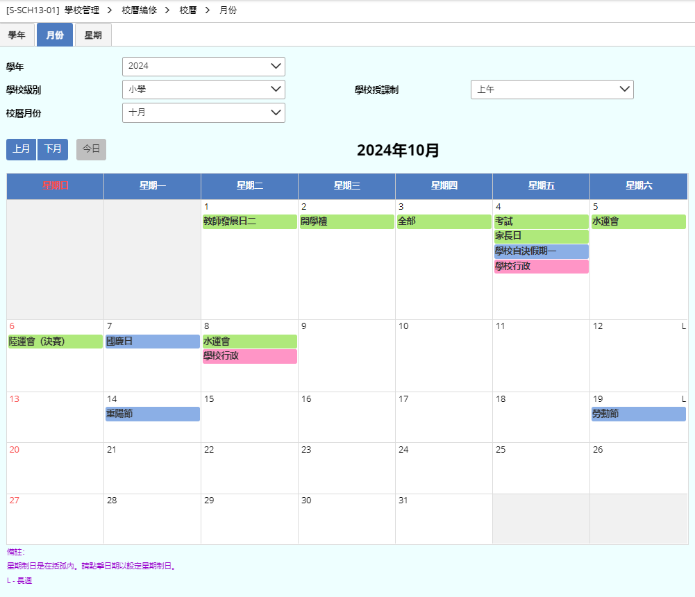 [S-SCH13-01] 學校管理 > 校曆編修 > 校曆 > 月份
學年 月份 星期
學年 2024
學校級別 小學 學校授課制 上午
校曆月份 十月
上月 下月 今日 2024年10月
星期日 星期一 星期二 星期三 星期四 星期五 星期六
1 2 3 4 5
教師發展日二 開學禮 全部 考試 水運會
家長日
學校自決假期一
學校行政
6 7 8 9 10 11 12 L
陸運會（決賽） 國慶日 水運會
學校行政
13 14 15 16 17 18 19 L
重陽節 勞動節
20 21 22 23 24 25 26
27 28 29 30 31
備註：
星期制日是在括弧內。請點擊日期以設定星期制日。
L - 長週